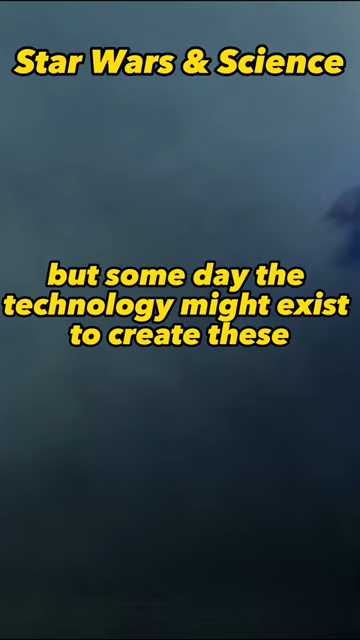 Star Wars & Science
but some day the
technology might exist
to create these